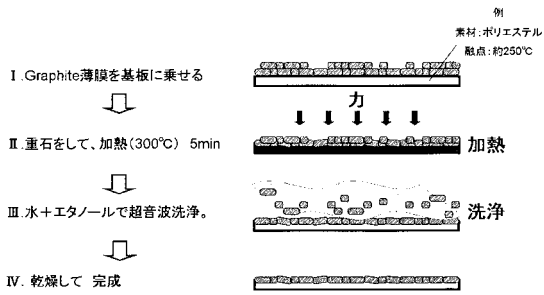 例
素材：ポリエステル
融点：約250℃
Ⅰ.Graphite薄膜を基板に乗せる
力
Ⅱ.重石をして、加熱（300℃） 5min
加熱
Ⅲ.水＋エタノールで超音波洗浄。
洗浄
Ⅳ. 乾燥して 完成